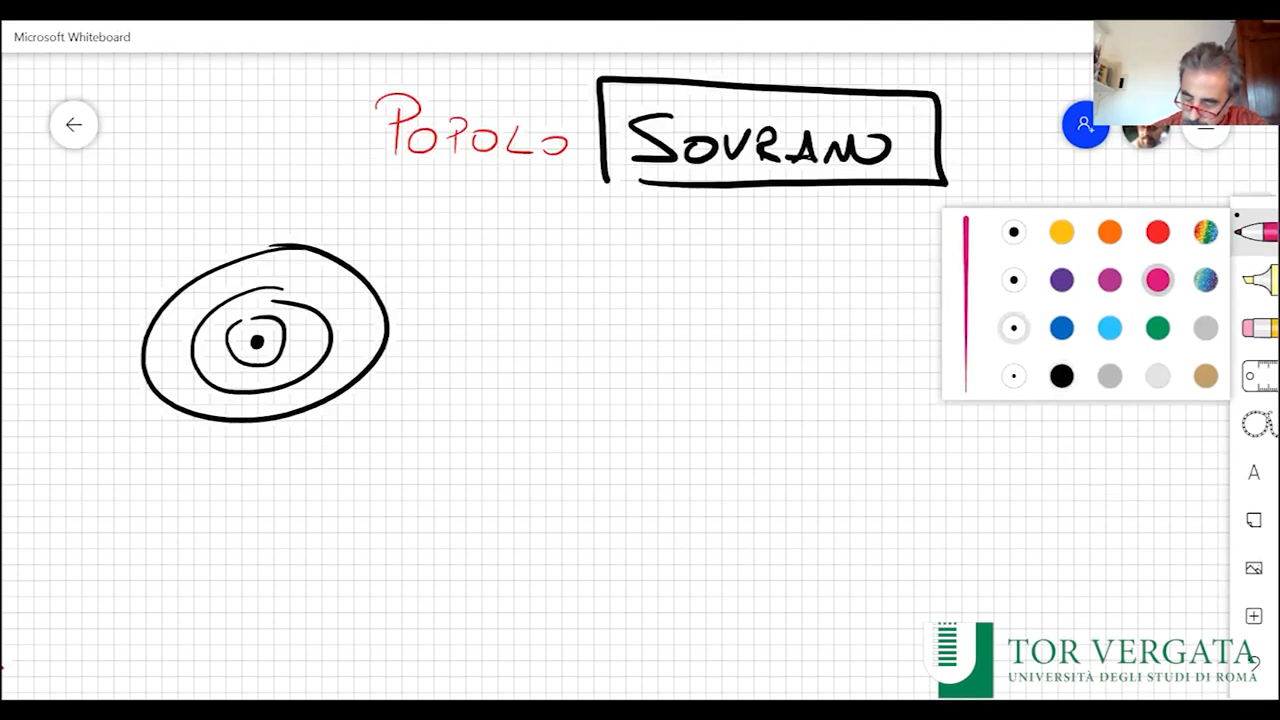 Microsoft Whiteboard
POPOLO SOVRANO
A
TOR VERGATA
UNIVERSITÀ DEGLI STUDI DI ROMA